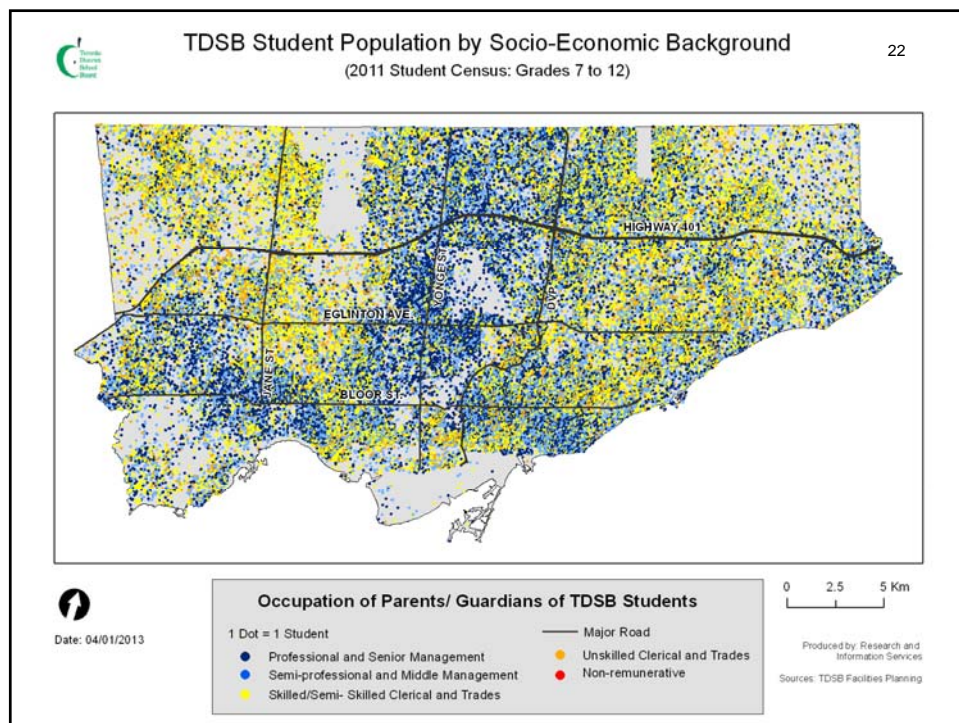 Toronto
District
School
Board
TDSB Student Population by Socio-Economic Background
22
(2011 Student Census: Grades 7 to 12)
HIGHWAY 401
YONGE ST.
DVP
EGLINTON AVE.
JANE ST.
BLOOR ST.
0 2.5 5 Km
Date: 04/01/2013
Occupation of Parents/ Guardians of TDSB Students
1 Dot = 1 Student
Major Road
Professional and Senior Management
Unskilled Clerical and Trades
Semi-professional and Middle Management
Non-remunerative
Skilled/Semi- Skilled Clerical and Trades
Produced by: Research and
Information Services
Sources: TDSB Facilities Planning